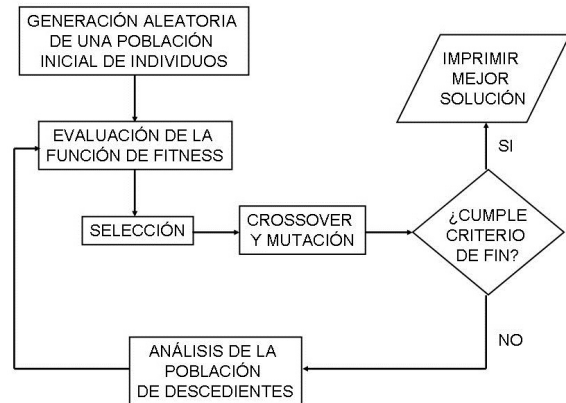 GENERACIÓN ALEATORIA
DE UNA POBLACIÓN
INICIAL DE INDIVIDUOS
EVALUACIÓN DE LA
FUNCIÓN DE FITNESS
SELECCIÓN
CROSSOVER
Y MUTACIÓN
¿CUMPLE
CRITERIO
DE FIN?
SI
IMPRIMIR
MEJOR
SOLUCIÓN
NO
ANÁLISIS DE LA
POBLACIÓN
DE DESCEDIENTES